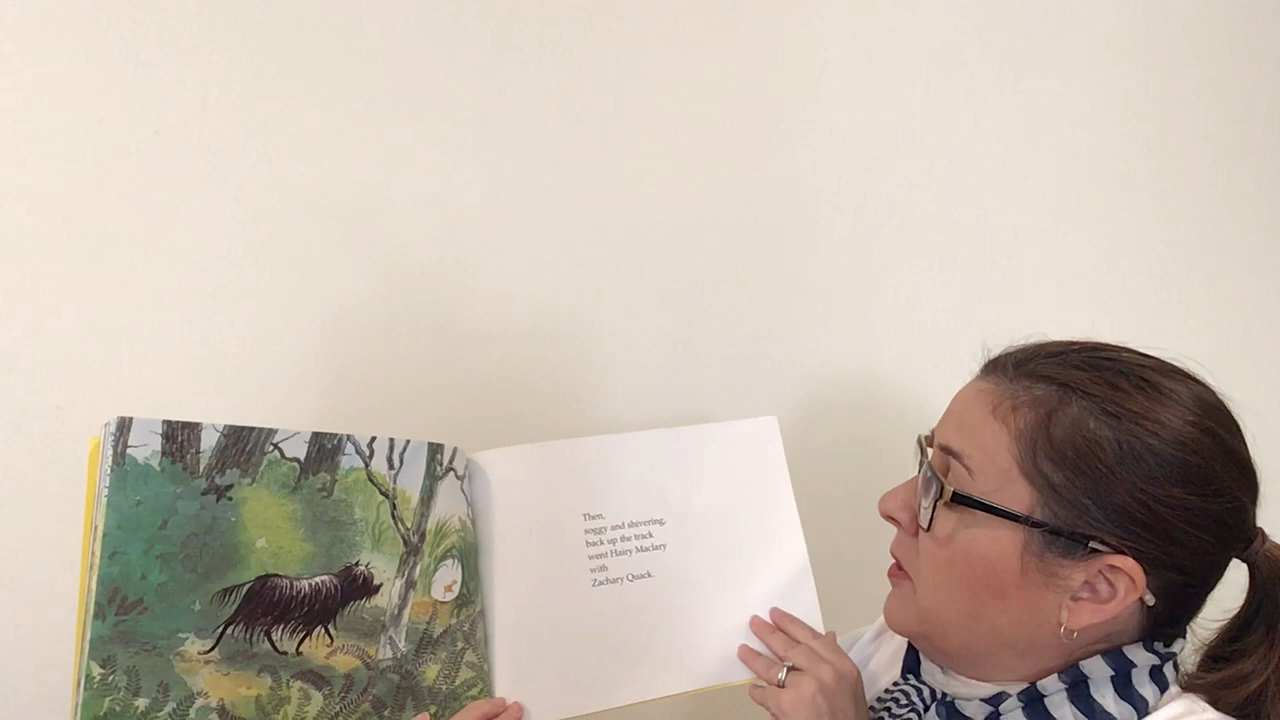 Then,
soggy and shivering,
back up the track
went Hairy Maclary
with
Zachary Quack.